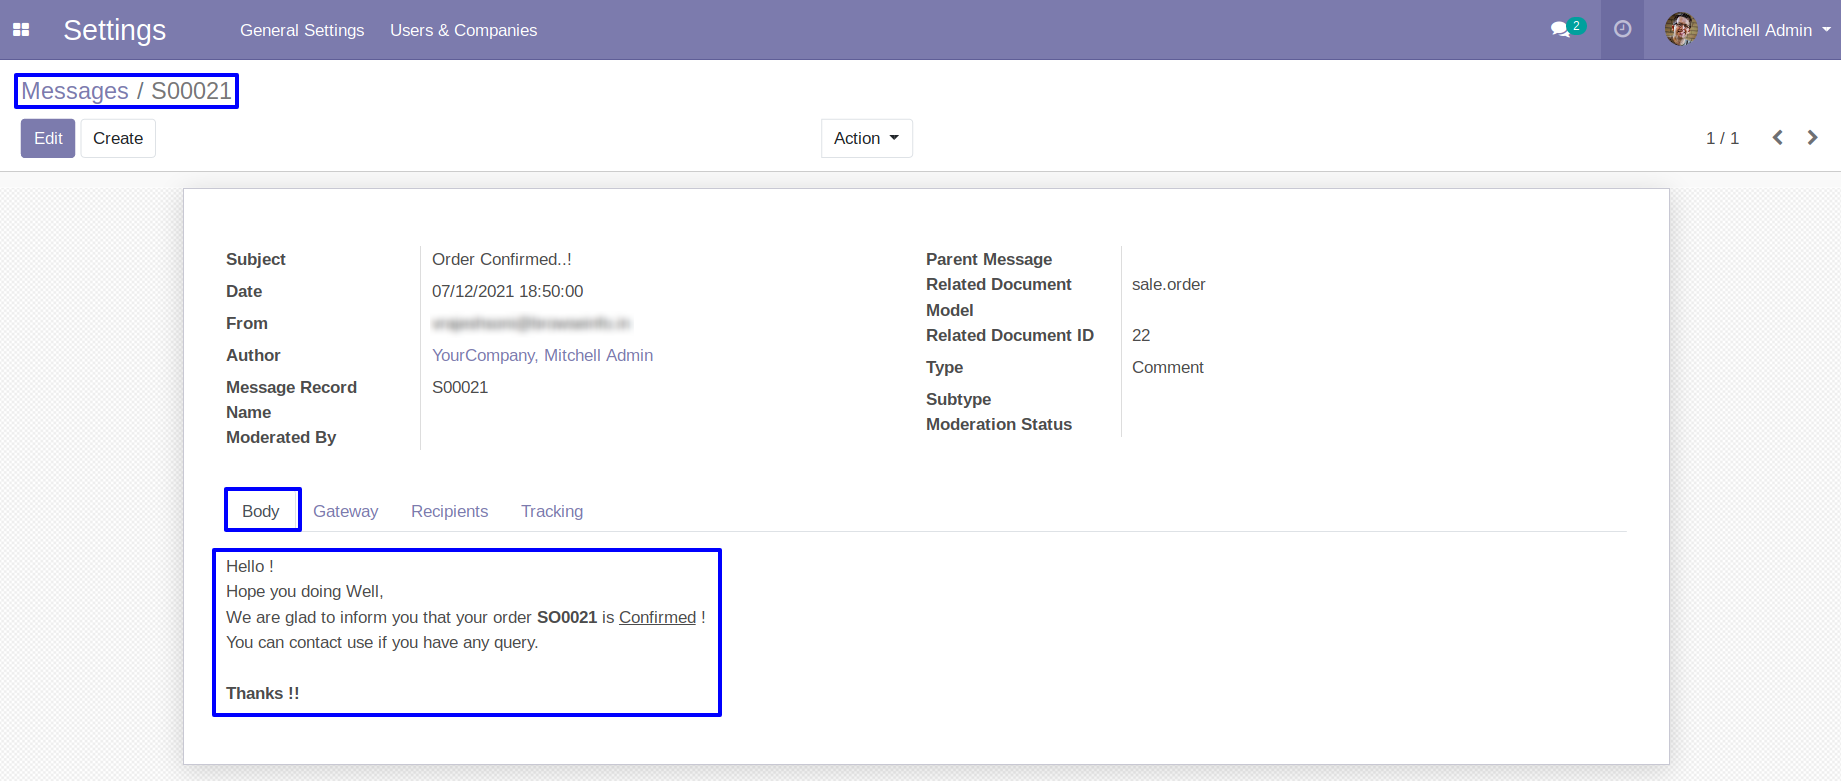 Settings General Settings Users & Companies 2 Mitchell Admin
Messages / S00021
Edit Create Action 1 / 1
Subject Order Confirmed..!
Date 07/12/2021 18:50:00
From
Author YourCompany, Mitchell Admin
Message Record S00021
Name
Moderated By
Parent Message
Related Document sale.order
Model
Related Document ID 22
Type Comment
Subtype
Moderation Status
Body Gateway Recipients Tracking
Hello !
Hope you doing Well,
We are glad to inform you that your order SO0021 is Confirmed !
You can contact use if you have any query.
Thanks !!